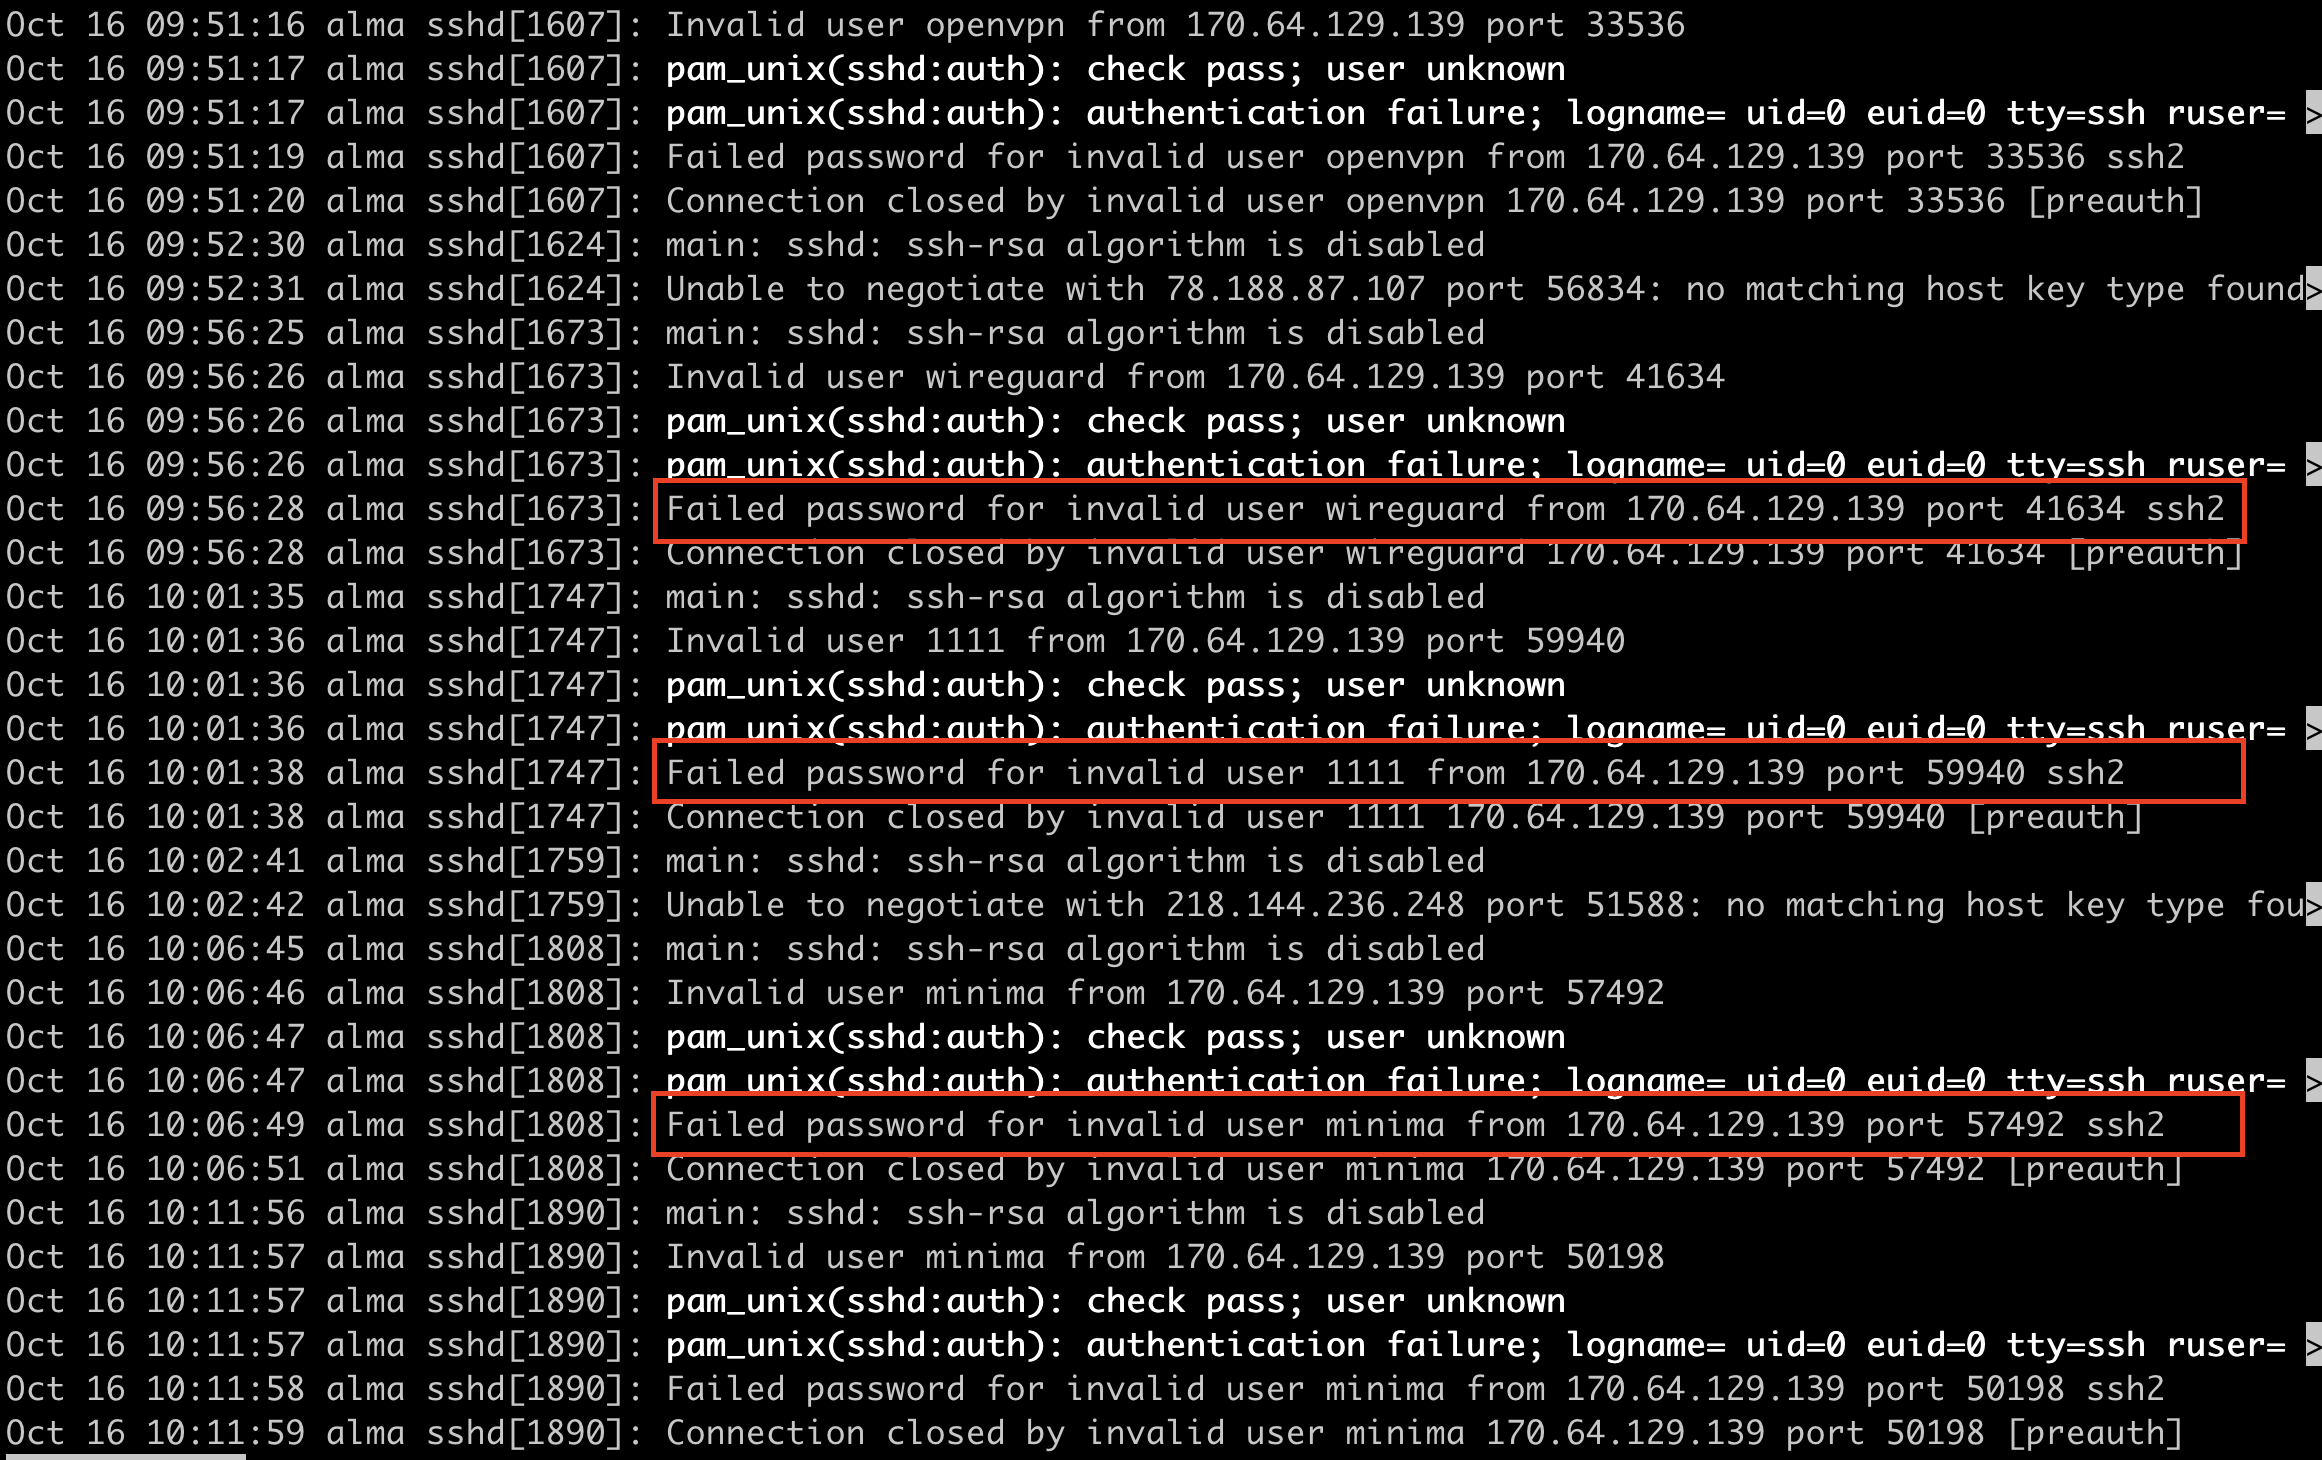 Oct 16 09:51:16 alma sshd[1607]: Invalid user openvpn from 170.64.129.139 port 33536
Oct 16 09:51:17 alma sshd[1607]: pam_unix(sshd:auth): check pass; user unknown
Oct 16 09:51:17 alma sshd[1607]: pam_unix(sshd:auth): authentication failure; logname= uid=0 euid=0 tty=ssh ruser= >
Oct 16 09:51:19 alma sshd[1607]: Failed password for invalid user openvpn from 170.64.129.139 port 33536 ssh2
Oct 16 09:51:20 alma sshd[1607]: Connection closed by invalid user openvpn 170.64.129.139 port 33536 [preauth]
Oct 16 09:52:30 alma sshd[1624]: main: sshd: ssh-rsa algorithm is disabled
Oct 16 09:52:31 alma sshd[1624]: Unable to negotiate with 78.188.87.107 port 56834: no matching host key type found>
Oct 16 09:56:25 alma sshd[1673]: main: sshd: ssh-rsa algorithm is disabled
Oct 16 09:56:26 alma sshd[1673]: Invalid user wireguard from 170.64.129.139 port 41634
Oct 16 09:56:26 alma sshd[1673]: pam_unix(sshd:auth): check pass; user unknown
Oct 16 09:56:26 alma sshd[1673]: pam_unix(sshd:auth): authentication failure; logname= uid=0 euid=0 tty=ssh ruser= >
Oct 16 09:56:28 alma sshd[1673]: Failed password for invalid user wireguard from 170.64.129.139 port 41634 ssh2
Oct 16 09:56:28 alma sshd[1673]: Connection closed by invalid user wireguard 170.64.129.139 port 41634 [preauth]
Oct 16 10:01:35 alma sshd[1747]: main: sshd: ssh-rsa algorithm is disabled
Oct 16 10:01:36 alma sshd[1747]: Invalid user 1111 from 170.64.129.139 port 59940
Oct 16 10:01:36 alma sshd[1747]: pam_unix(sshd:auth): check pass; user unknown
Oct 16 10:01:36 alma sshd[1747]: pam_unix(sshd:auth): authentication failure; logname= uid=0 euid=0 tty=ssh ruser= >
Oct 16 10:01:38 alma sshd[1747]: Failed password for invalid user 1111 from 170.64.129.139 port 59940 ssh2
Oct 16 10:01:38 alma sshd[1747]: Connection closed by invalid user 1111 170.64.129.139 port 59940 [preauth]
Oct 16 10:02:41 alma sshd[1759]: main: sshd: ssh-rsa algorithm is disabled
Oct 16 10:02:42 alma sshd[1759]: Unable to negotiate with 218.144.236.248 port 51588: no matching host key type fou>
Oct 16 10:06:45 alma sshd[1808]: main: sshd: ssh-rsa algorithm is disabled
Oct 16 10:06:46 alma sshd[1808]: Invalid user minima from 170.64.129.139 port 57492
Oct 16 10:06:47 alma sshd[1808]: pam_unix(sshd:auth): check pass; user unknown
Oct 16 10:06:47 alma sshd[1808]: pam_unix(sshd:auth): authentication failure; logname= uid=0 euid=0 tty=ssh ruser= >
Oct 16 10:06:49 alma sshd[1808]: Failed password for invalid user minima from 170.64.129.139 port 57492 ssh2
Oct 16 10:06:51 alma sshd[1808]: Connection closed by invalid user minima 170.64.129.139 port 57492 [preauth]
Oct 16 10:11:56 alma sshd[1890]: main: sshd: ssh-rsa algorithm is disabled
Oct 16 10:11:57 alma sshd[1890]: Invalid user minima from 170.64.129.139 port 50198
Oct 16 10:11:57 alma sshd[1890]: pam_unix(sshd:auth): check pass; user unknown
Oct 16 10:11:57 alma sshd[1890]: pam_unix(sshd:auth): authentication failure; logname= uid=0 euid=0 tty=ssh ruser= >
Oct 16 10:11:58 alma sshd[1890]: Failed password for invalid user minima from 170.64.129.139 port 50198 ssh2
Oct 16 10:11:59 alma sshd[1890]: Connection closed by invalid user minima 170.64.129.139 port 50198 [preauth]